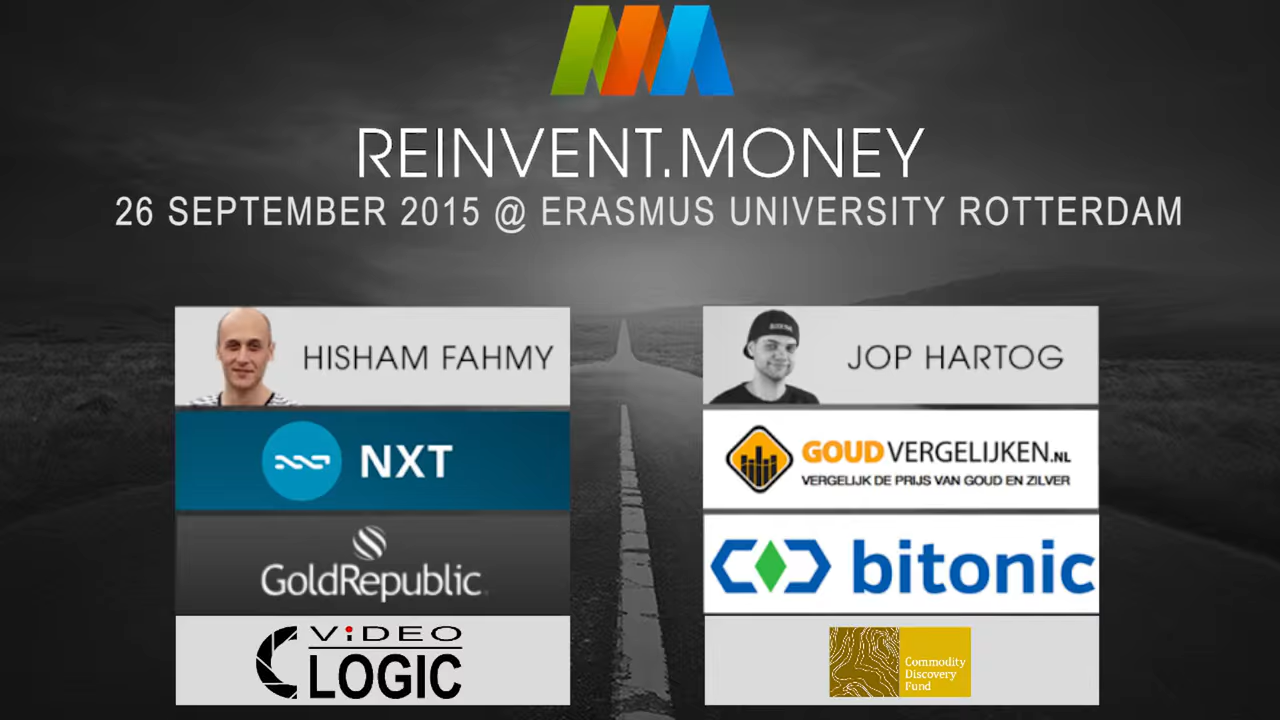 REINVENT.MONEY
26 SEPTEMBER 2015 @ ERASMUS UNIVERSITY ROTTERDAM
HISHAM FAHMY
NXT
GoldRepublic
ViDEO
LOGIC
JOP HARTOG
GOUDVERGELIJKEN.NL
VERGELIJK DE PRIJS VAN GOUD EN ZILVER
bitonic
Commodity
Discovery
Fund